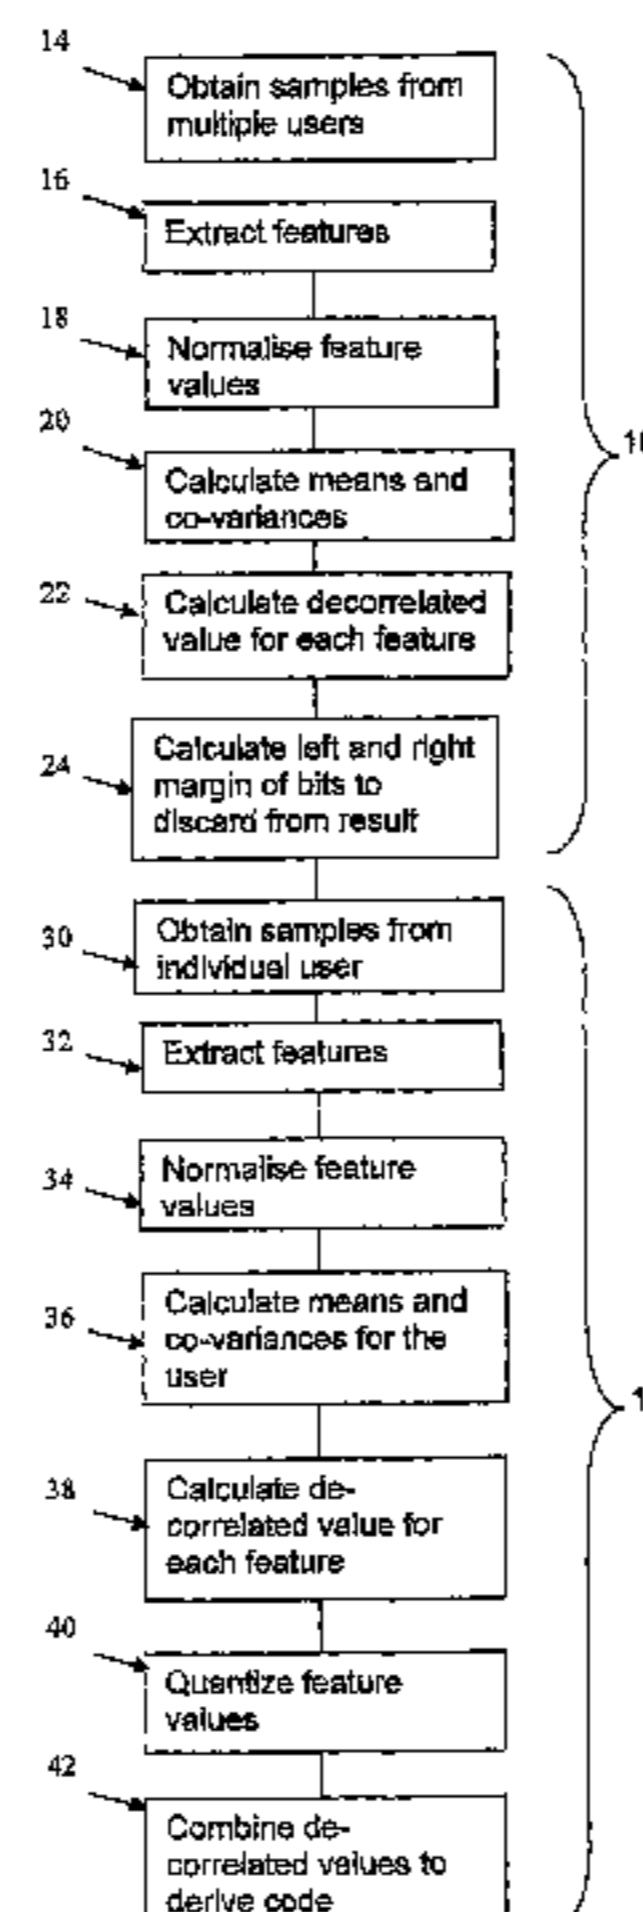 14
Obtain samples from
multiple users
16
Extract features
18
Normalise feature
values
20
Calculate means and
co-variances
22
Calculate decorrelated
value for each feature
24
Calculate left and right
margin of bits to
discard from result
30
Obtain samples from
individual user
32
Extract features
34
Normalise feature
values
36
Calculate means and
co-variances for the
user
38
Calculate de-
correlated value for
each feature
40
Quantize feature
values
42
Combine de-
correlated values to
derive code